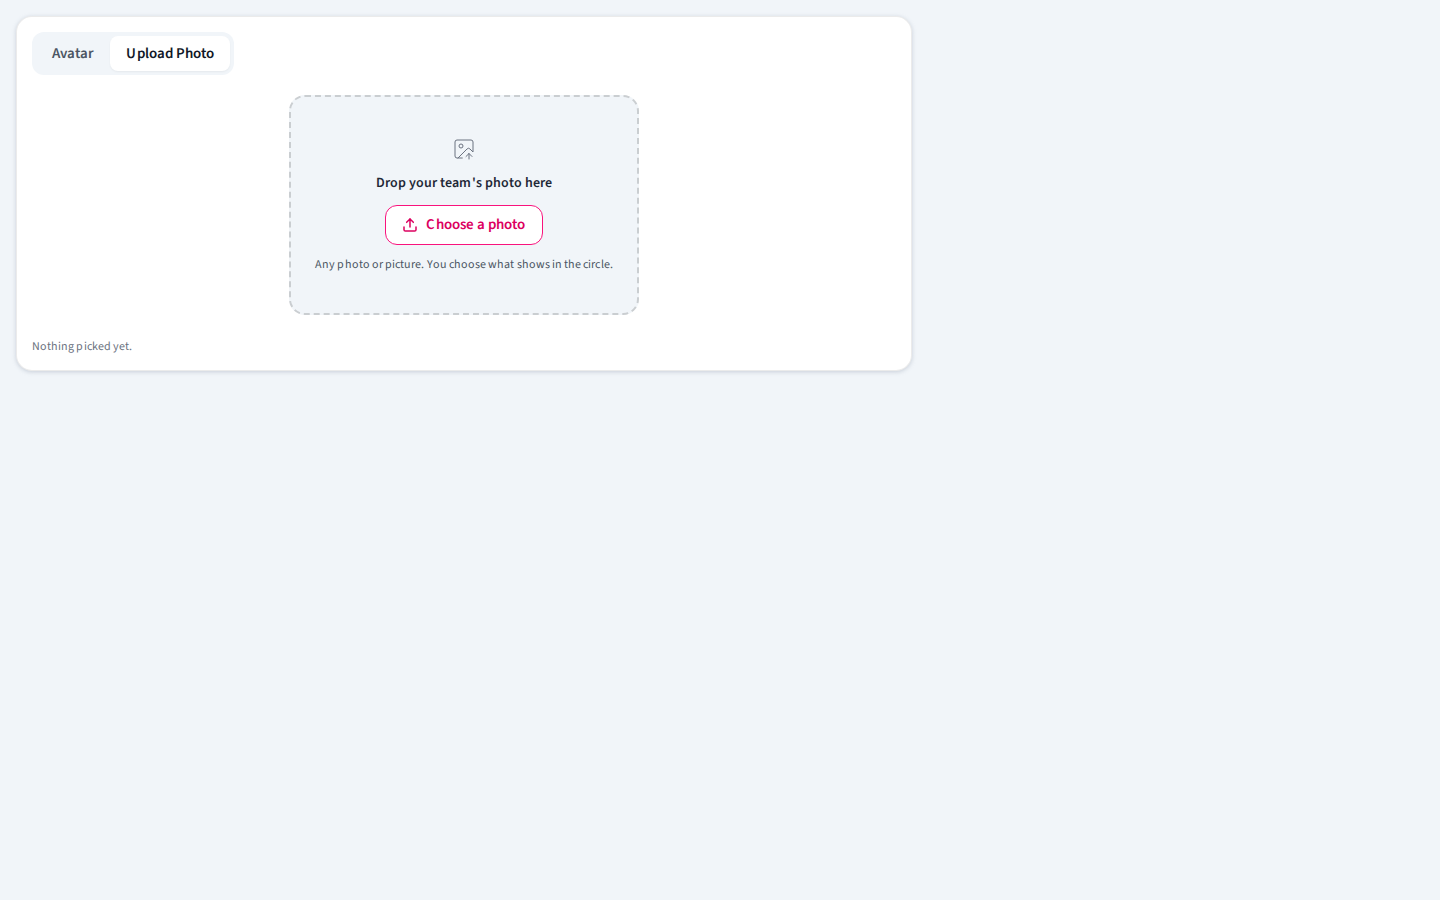 Avatar
Upload Photo
Drop your team's photo here
Choose a photo
Any photo or picture. You choose what shows in the circle.
Nothing picked yet.